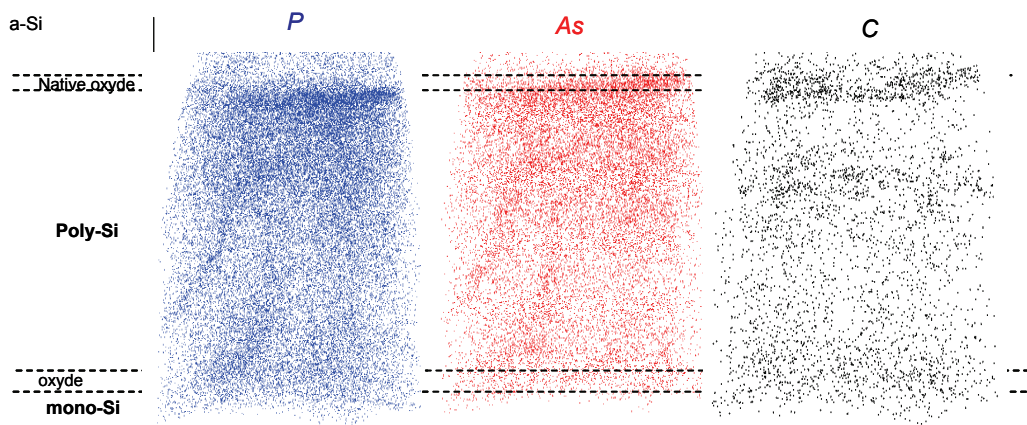 a-Si
P
As
C
Native oxyde
Poly-Si
oxyde
mono-Si